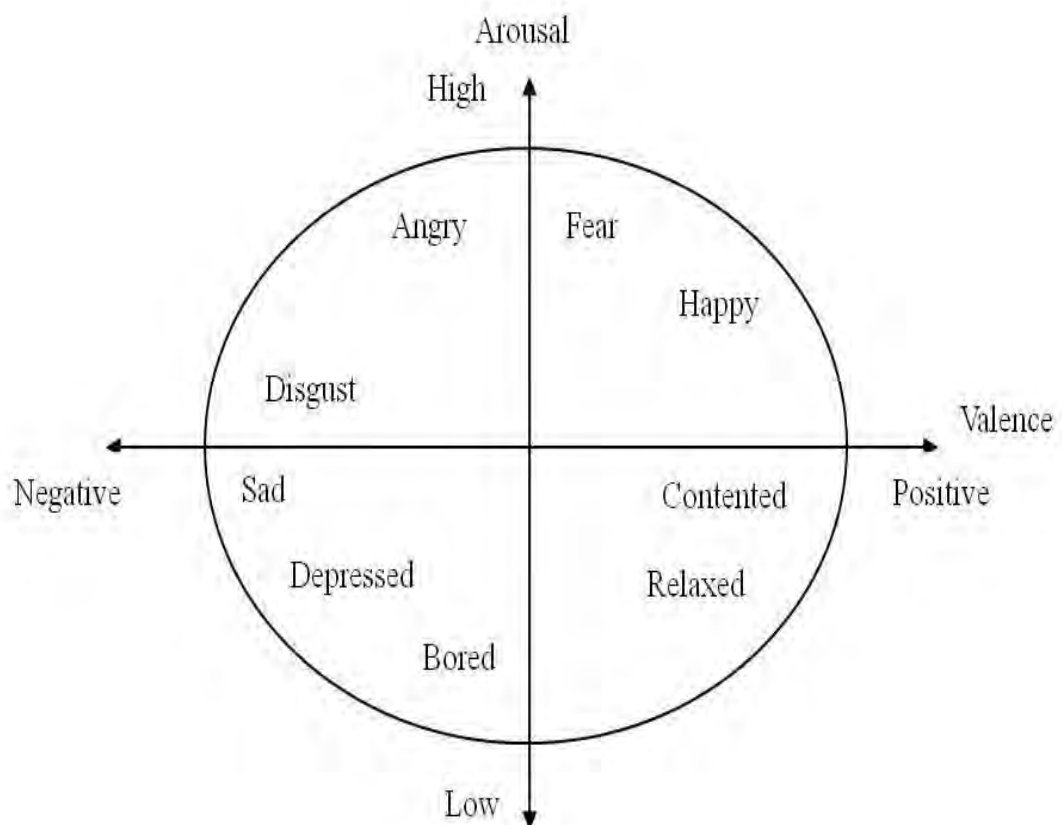 Arousal
High
Angry
Fear
Happy
Disgust
Valence
Negative
Sad
Contented
Positive
Depressed
Relaxed
Bored
Low